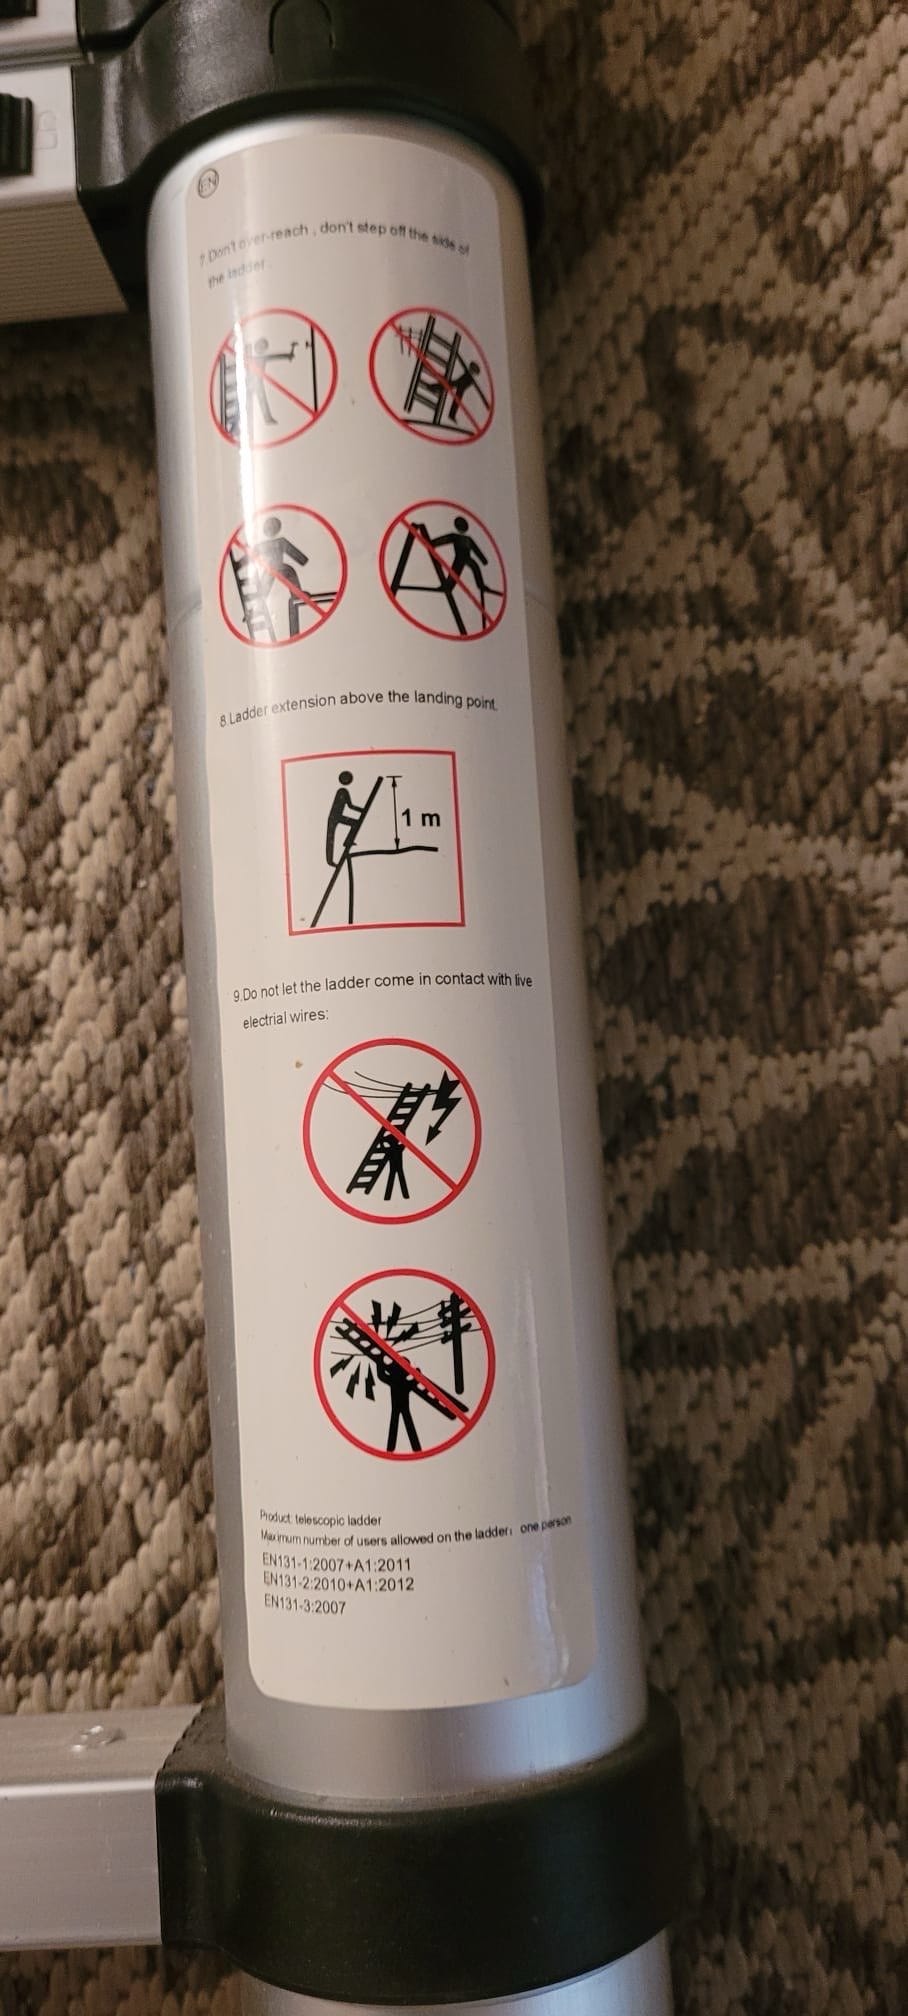 EN
7.Don't over-reach , don't step off the side of
the ladder .
8.Ladder extension above the landing point.
1 m
9.Do not let the ladder come in contact with live
electrial wires:
Product: telescopic ladder
Maximum number of users allowed on the ladder: one person
EN131-1:2007+A1:2011
EN131-2:2010+A1:2012
EN131-3:2007